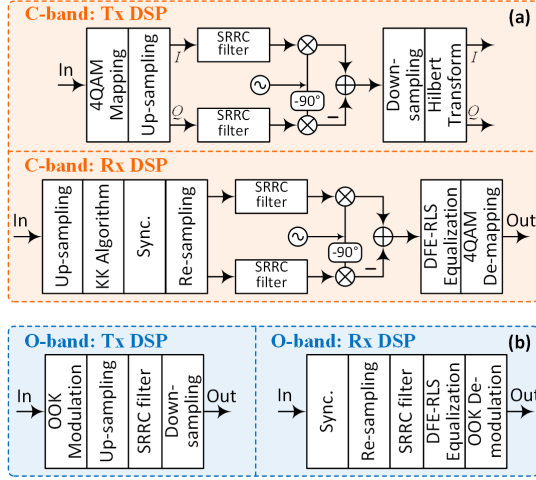 C-band: Tx DSP
(a)
In
4QAM
Mapping
Up-sampling
I
Q
SRRC
filter
SRRC
filter
-90°
Down-
sampling
Hilbert
Transform
I
Q
C-band: Rx DSP
In
Up-sampling
KK Algorithm
Sync.
Re-sampling
SRRC
filter
SRRC
filter
-90°
DFE-RLS
Equalization
4QAM
De-mapping
Out
O-band: Tx DSP
In
OOK
Modulation
Up-sampling
SRRC filter
Down-
sampling
Out
O-band: Rx DSP
(b)
In
Sync.
Re-sampling
SRRC filter
DFE-RLS
Equalization
OOK De-
modulation
Out